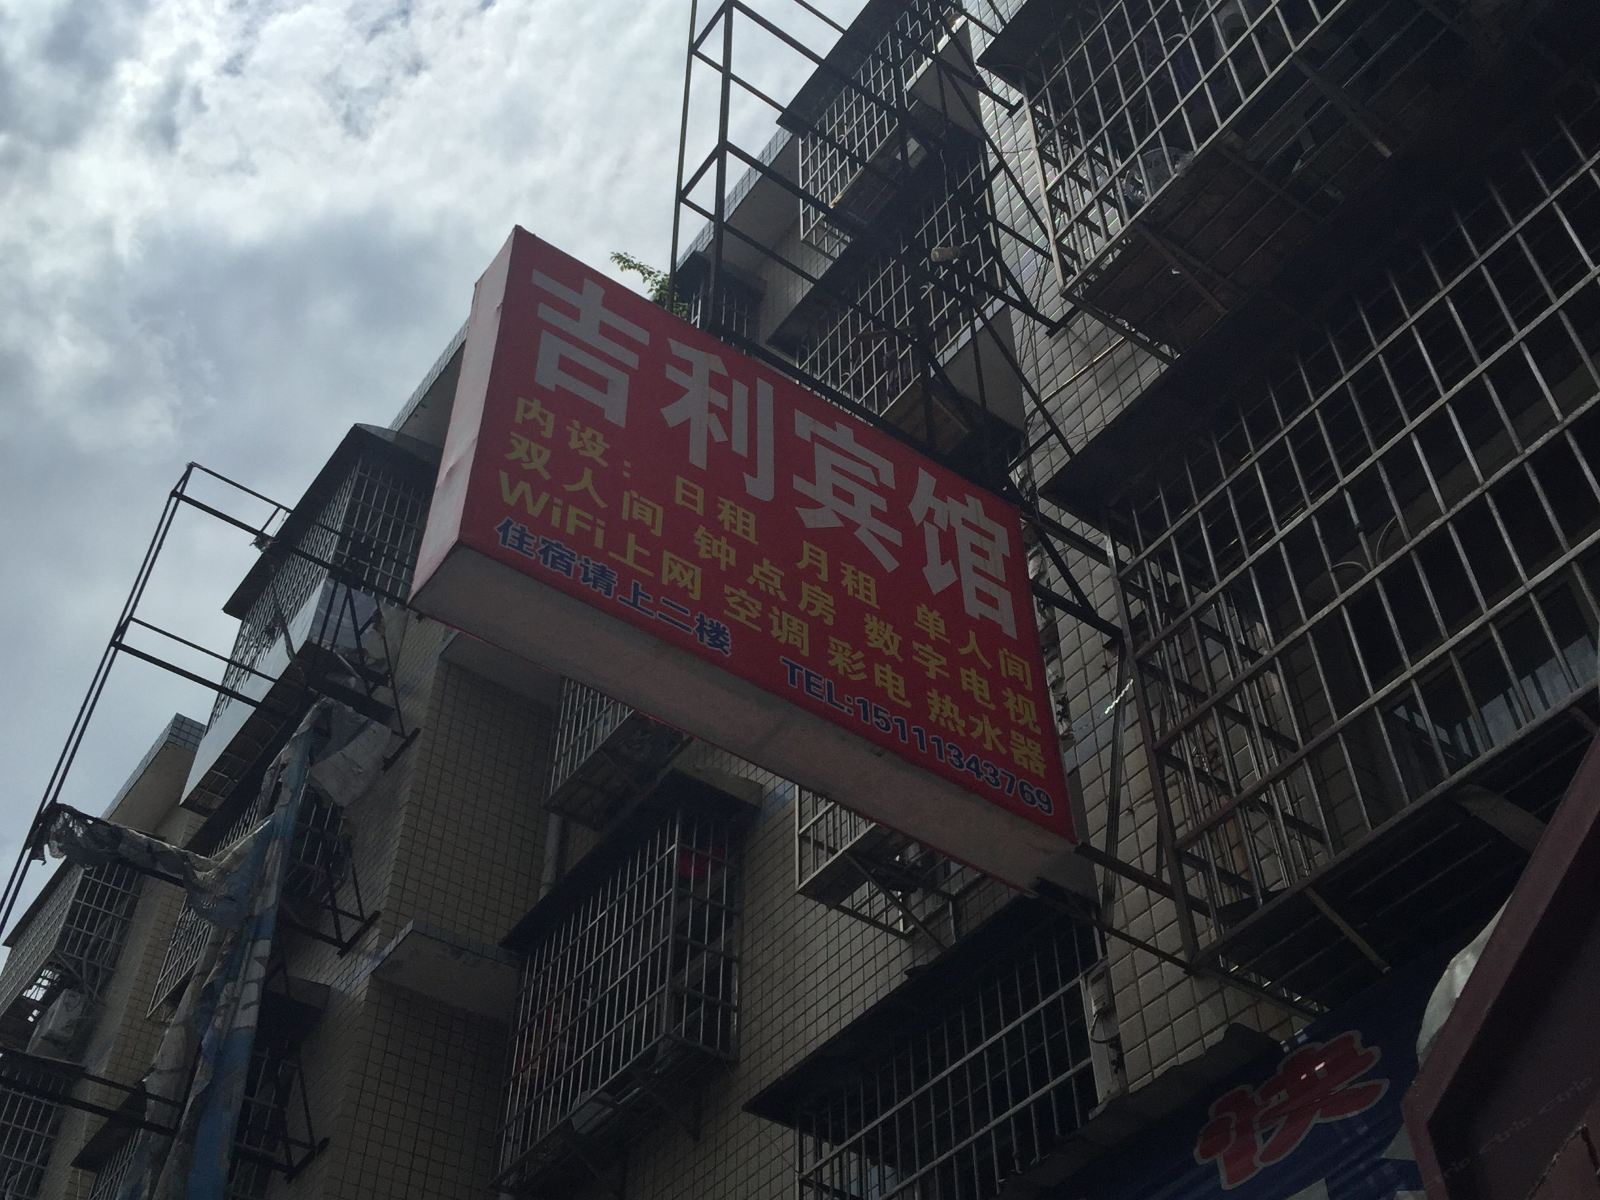 吉利宾馆
内设：日租 月租 单人间
双人间 钟点房 数字电视
WiFi上网 空调 彩电 热水器
住宿请上二楼 TEL:15111343769
快